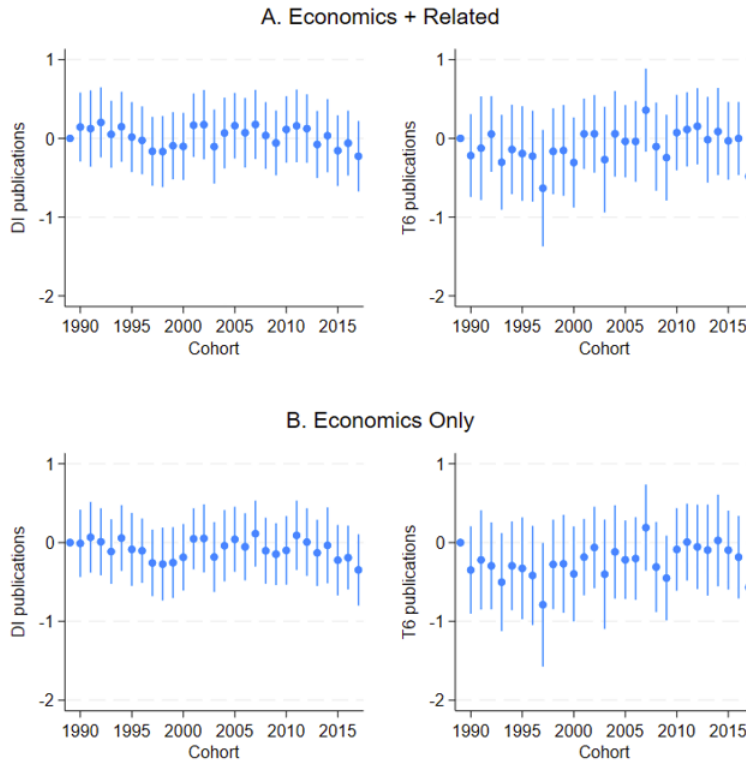 A. Economics + Related
1
0
-1
-2
DI publications
1990 1995 2000 2005 2010 2015
Cohort
1
0
-1
-2
T6 publications
1990 1995 2000 2005 2010 2015
Cohort
B. Economics Only
1
0
-1
-2
DI publications
1990 1995 2000 2005 2010 2015
Cohort
1
0
-1
-2
T6 publications
1990 1995 2000 2005 2010 2015
Cohort